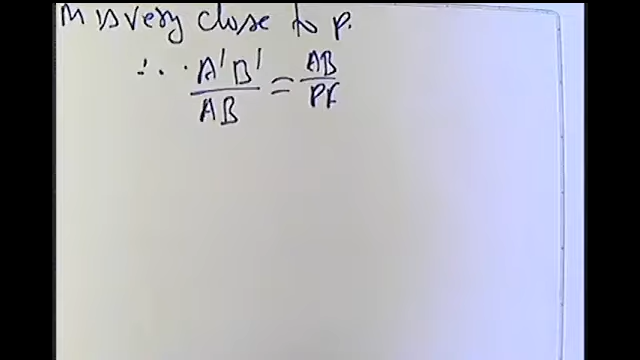 M is very close to P.
∴ A'B'/AB = AB/PF